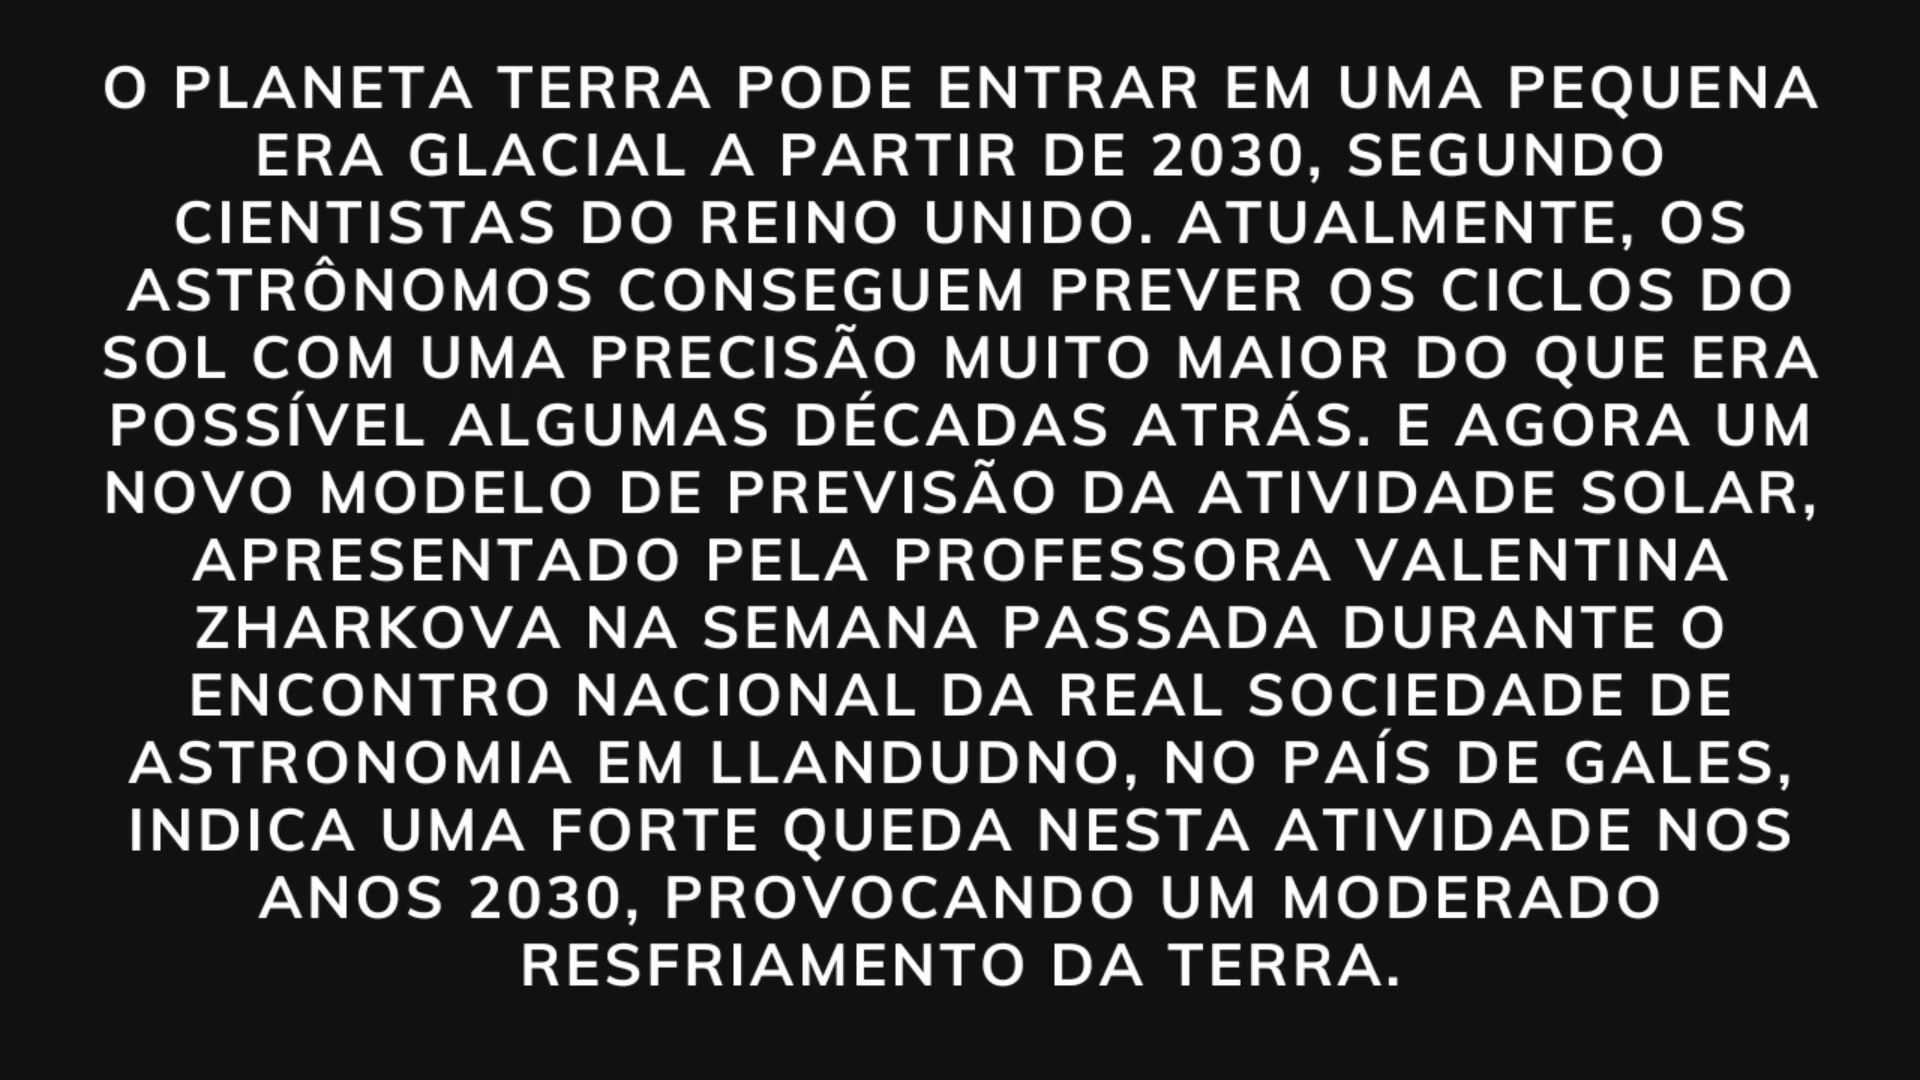 O PLANETA TERRA PODE ENTRAR EM UMA PEQUENA
ERA GLACIAL A PARTIR DE 2030, SEGUNDO
CIENTISTAS DO REINO UNIDO. ATUALMENTE, OS
ASTRÔNOMOS CONSEGUEM PREVER OS CICLOS DO
SOL COM UMA PRECISÃO MUITO MAIOR DO QUE ERA
POSSÍVEL ALGUMAS DÉCADAS ATRÁS. E AGORA UM
NOVO MODELO DE PREVISÃO DA ATIVIDADE SOLAR,
APRESENTADO PELA PROFESSORA VALENTINA
ZHARKOVA NA SEMANA PASSADA DURANTE O
ENCONTRO NACIONAL DA REAL SOCIEDADE DE
ASTRONOMIA EM LLANDUDNO, NO PAÍS DE GALES,
INDICA UMA FORTE QUEDA NESTA ATIVIDADE NOS
ANOS 2030, PROVOCANDO UM MODERADO
RESFRIAMENTO DA TERRA.